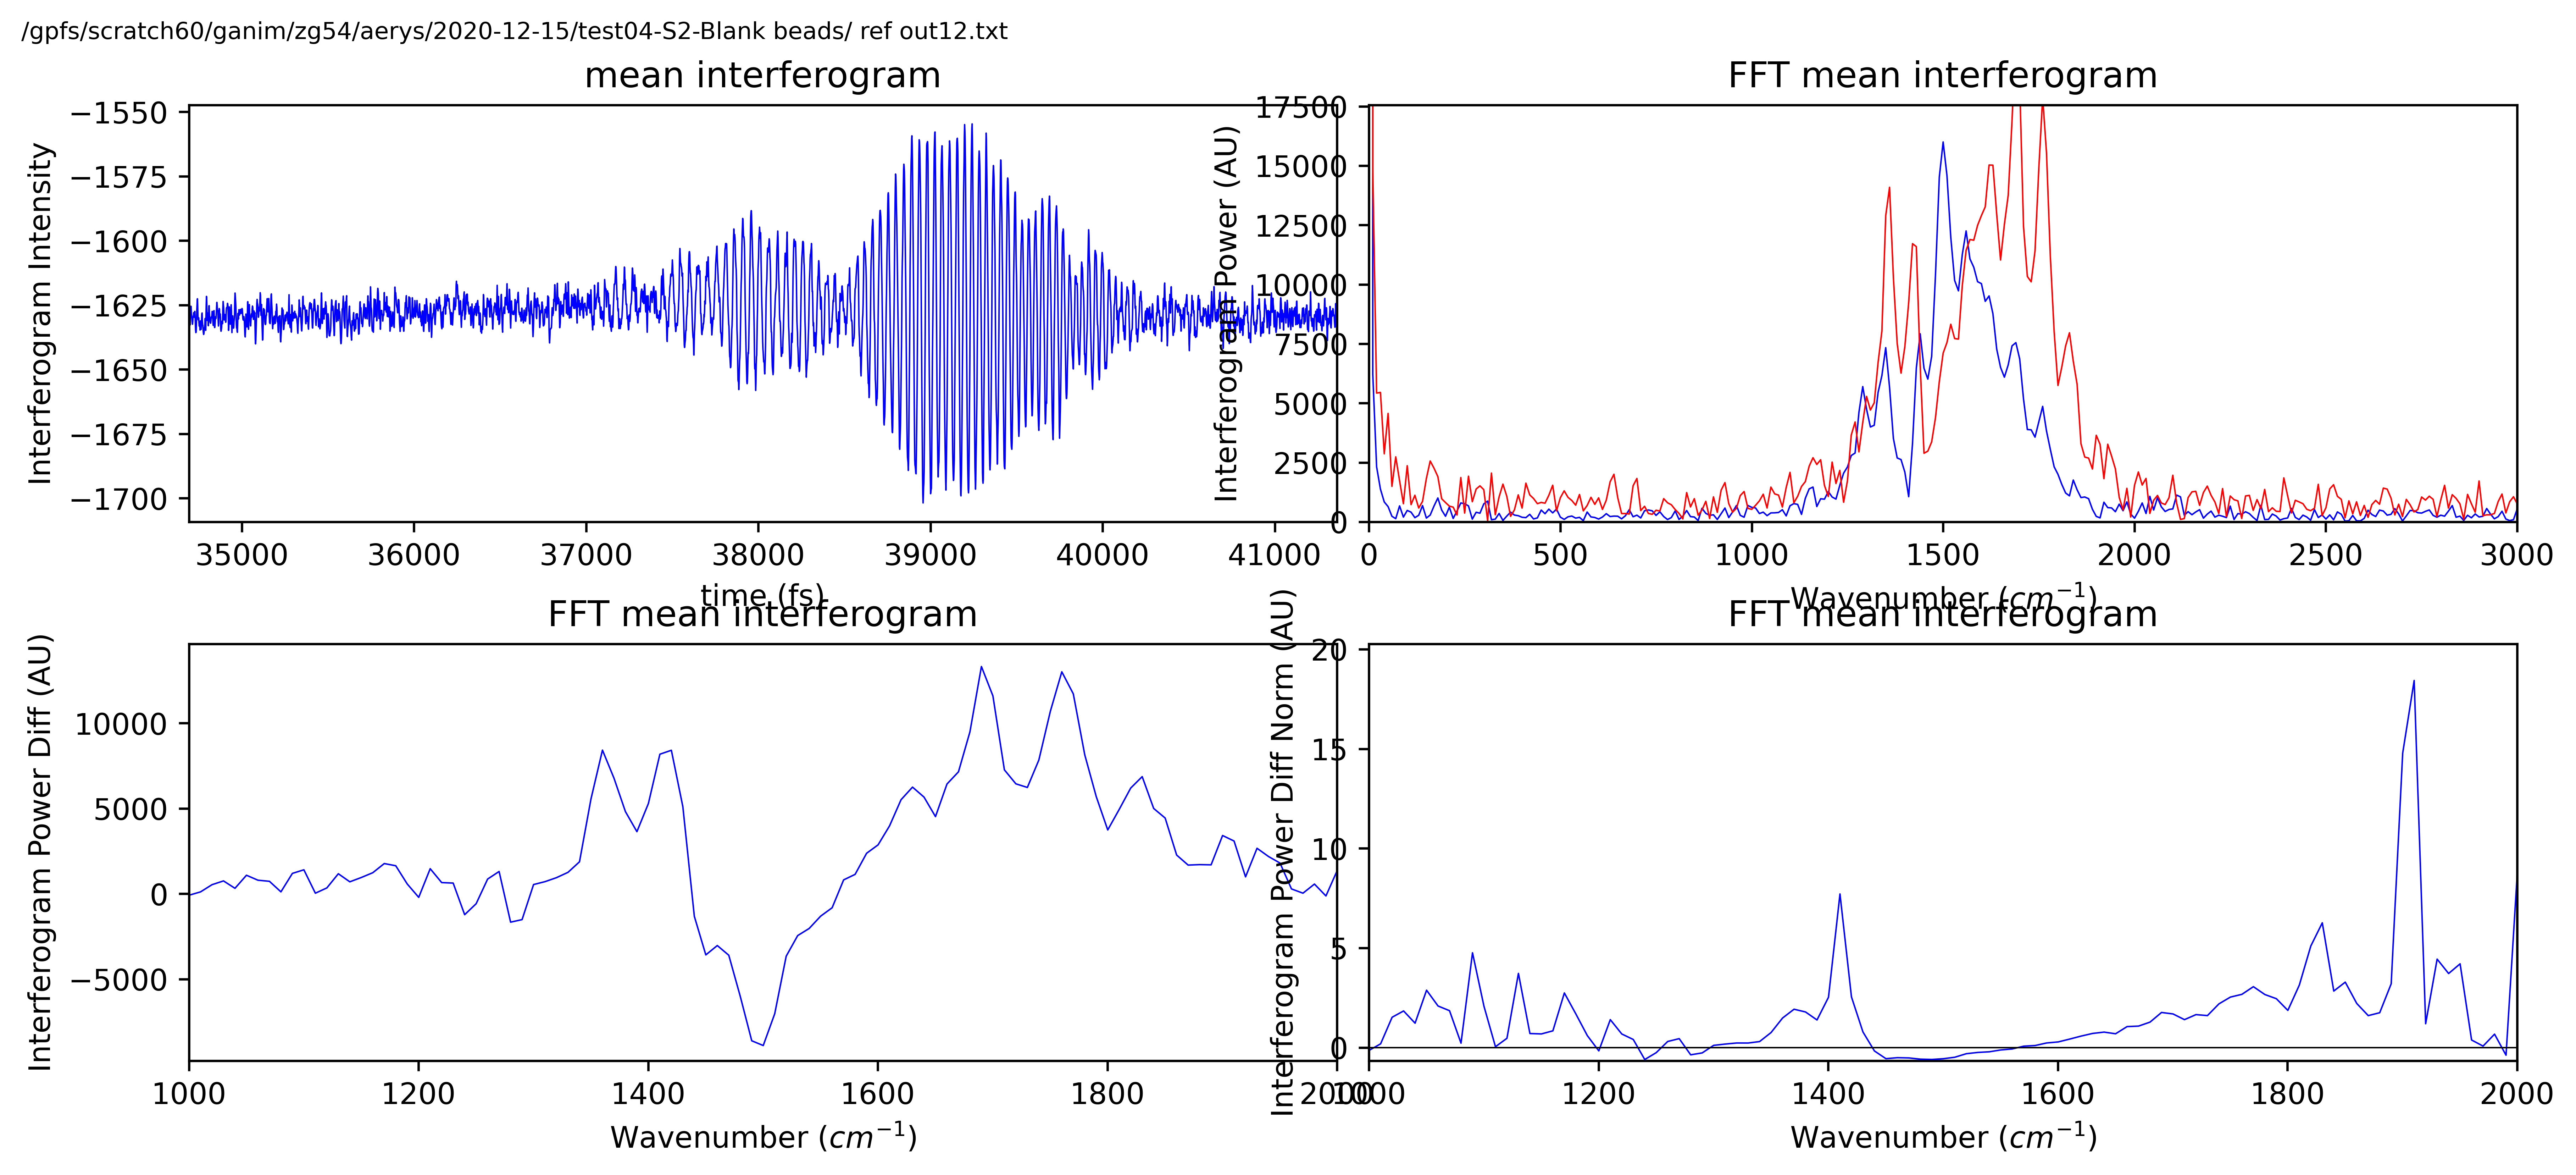 /gpfs/scratch60/ganim/zg54/aerys/2020-12-15/test04-S2-Blank beads/ ref out12.txt
mean interferogram
Interferogram Intensity
−1550
−1575
−1600
−1625
−1650
−1675
−1700
35000 36000 37000 38000 39000 40000 41000
time (fs)
FFT mean interferogram
Interferogram Power (AU)
17500
15000
12500
10000
7500
5000
2500
0
0 500 1000 1500 2000 2500 3000
Wavenumber (cm⁻¹)
FFT mean interferogram
Interferogram Power Diff (AU)
10000
5000
0
−5000
1000 1200 1400 1600 1800 2000
Wavenumber (cm⁻¹)
FFT mean interferogram
Interferogram Power Diff Norm (AU)
20
15
10
5
0
1000 1200 1400 1600 1800 2000
Wavenumber (cm⁻¹)